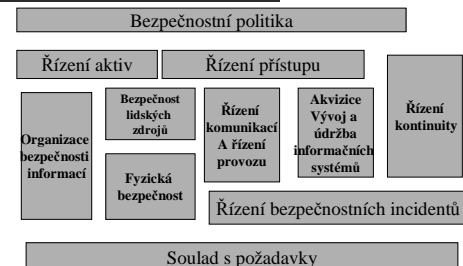 Bezpečnostní politika
Řízení aktiv
Řízení přístupu
Organizace
bezpečnosti
informací
Bezpečnost
lidských
zdrojů
Fyzická
bezpečnost
Řízení
komunikací
A řízení
provozu
Akvizice
Vývoj a
údržba
informačních
systémů
Řízení
kontinuity
Řízení bezpečnostních incidentů
Soulad s požadavky